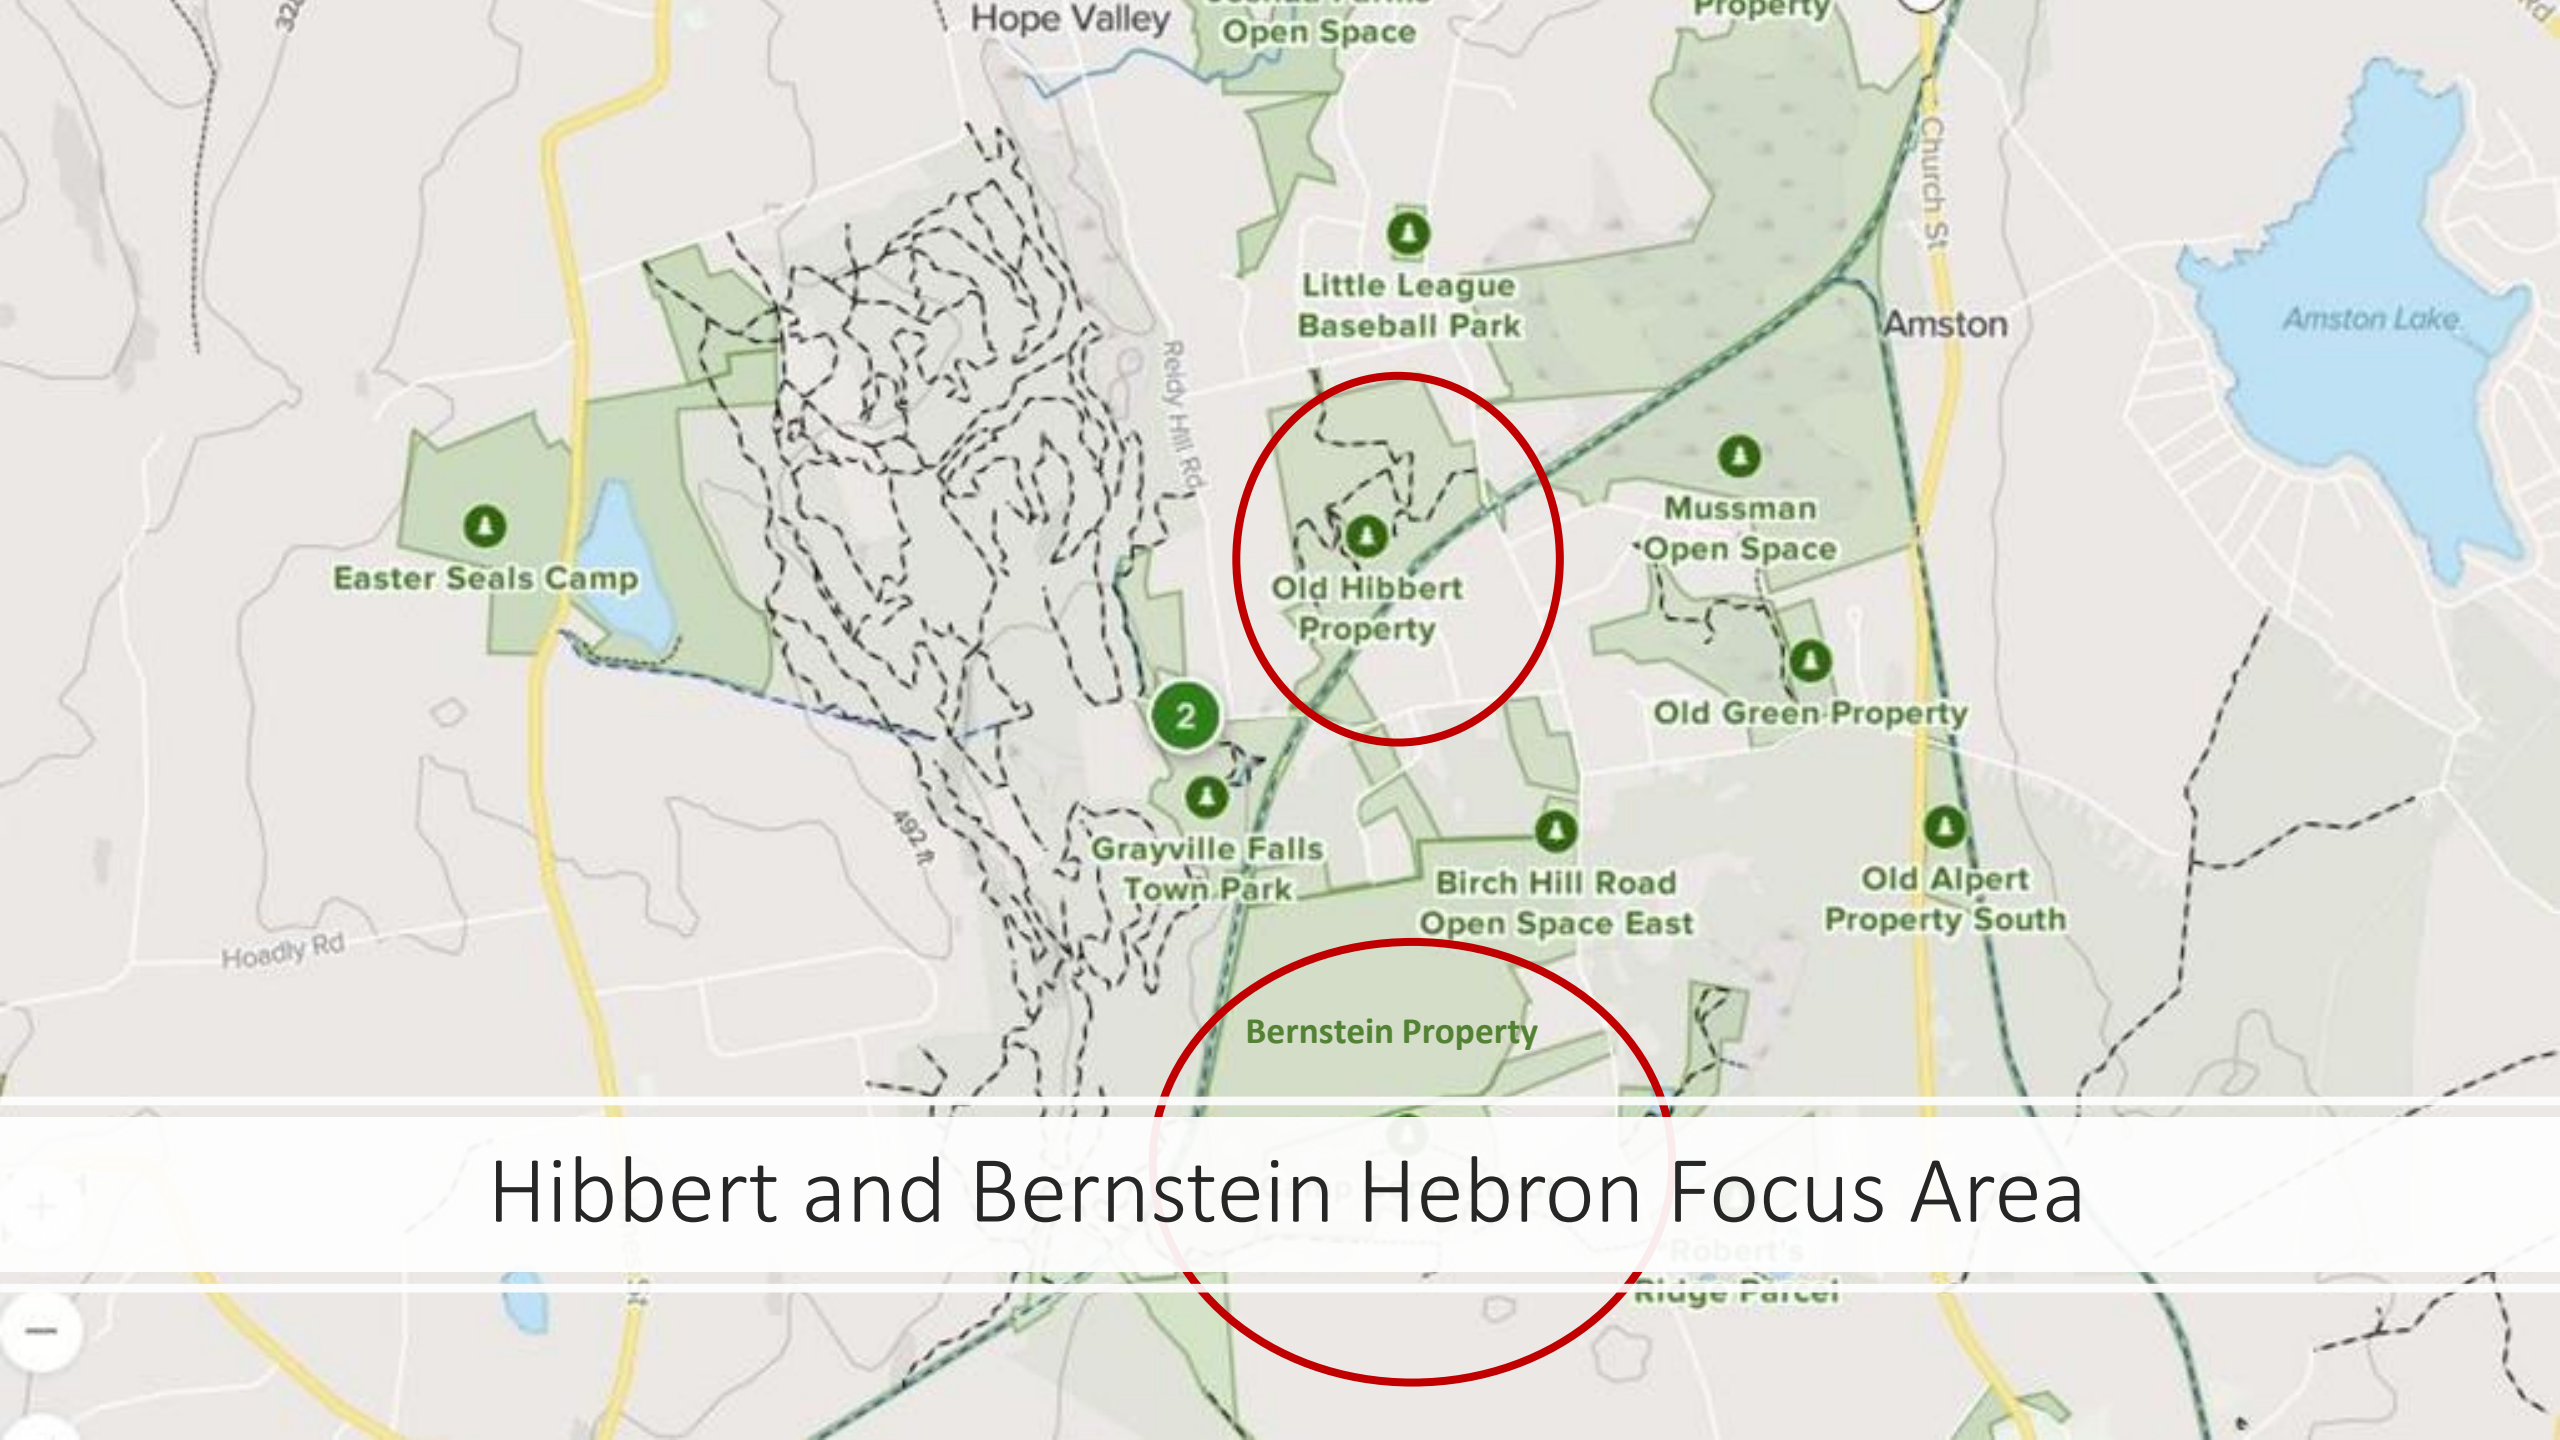 Hope Valley
Open Space
Property
Church St
Little League
Baseball Park
Amston
Amston Lake
Reidy Hill Rd
Easter Seals Camp
Mussman
Open Space
Old Hibbert
Property
2
Old Green Property
492 ft
Grayville Falls
Town Park
Birch Hill Road
Open Space East
Old Alpert
Property South
Hoadly Rd
Bernstein Property
Hibbert and Bernstein Hebron Focus Area
Robert's
Ridge Parcel